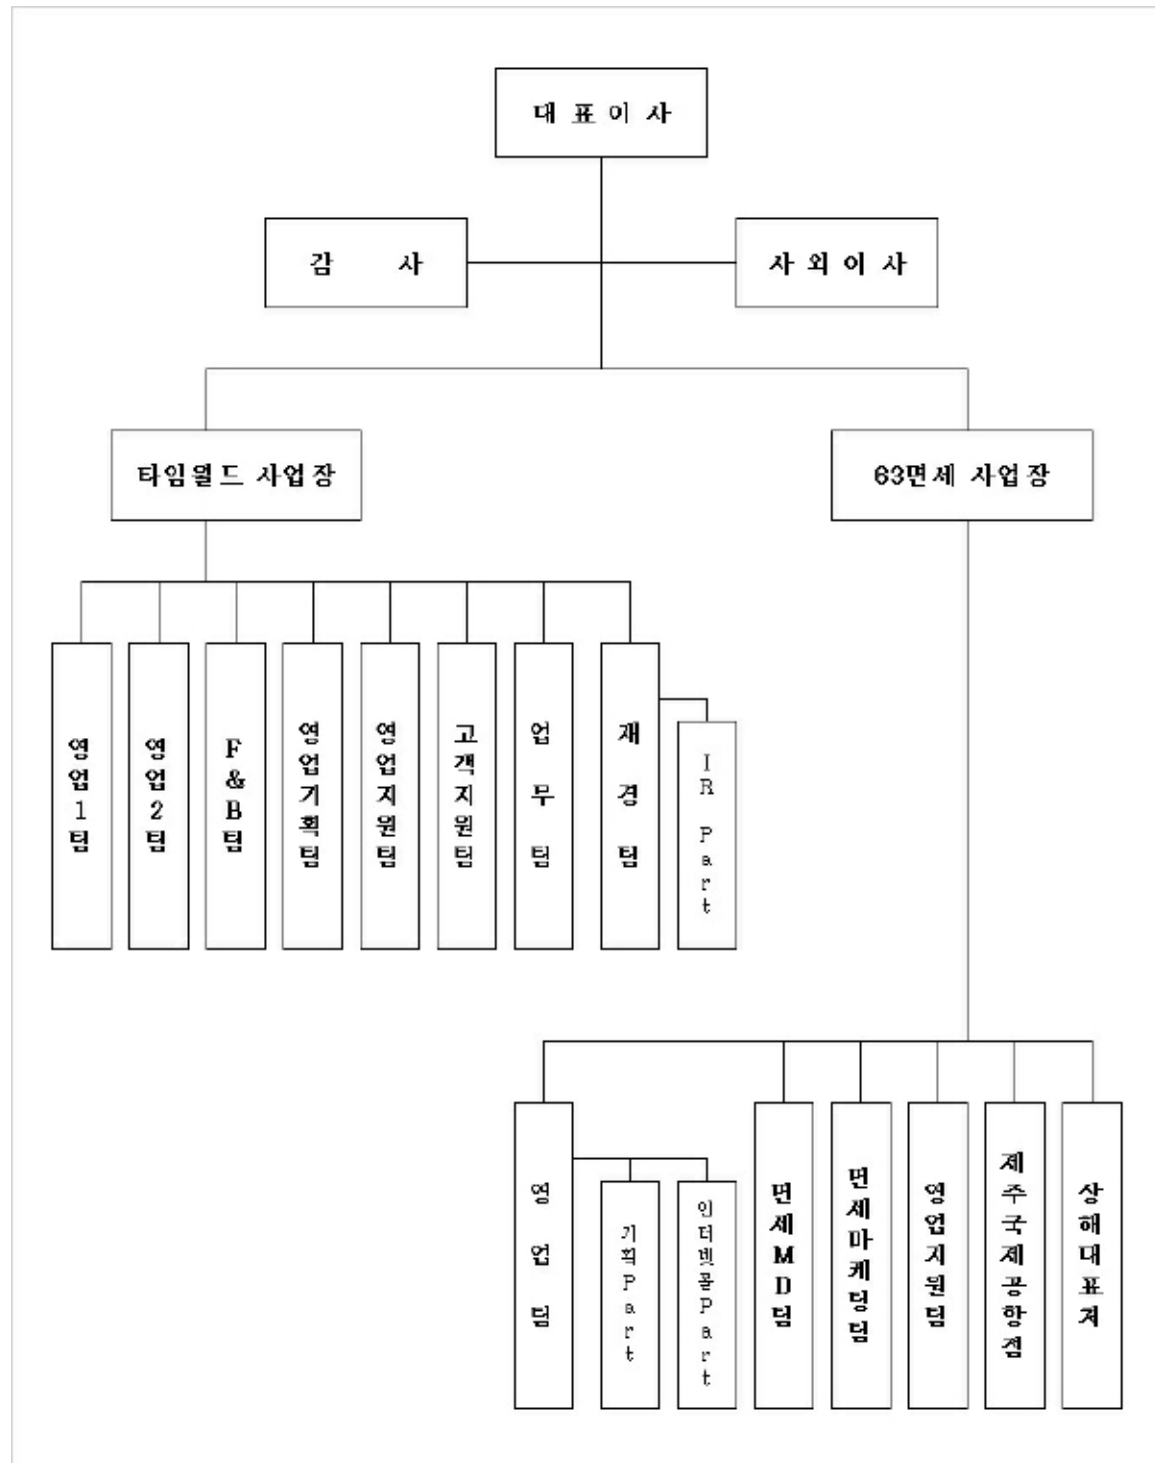 대표이사
감 사
사외이사
타임월드 사업장
63면세 사업장
영업1팀
영업2팀
F&B팀
영업기획팀
영업지원팀
고객지원팀
업무팀
재경팀
IR Part
영업팀
기획Part
인터넷몰Part
면세MD팀
면세마케팅팀
영업지원팀
제주국제공항점
상해대표처